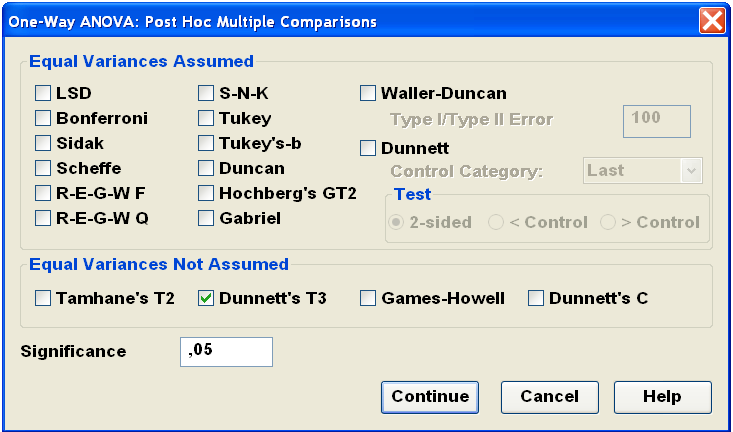 One-Way ANOVA: Post Hoc Multiple Comparisons
Equal Variances Assumed
LSD
Bonferroni
Sidak
Scheffe
R-E-G-W F
R-E-G-W Q
S-N-K
Tukey
Tukey's-b
Duncan
Hochberg's GT2
Gabriel
Waller-Duncan
Type I/Type II Error 100
Dunnett
Control Category: Last
Test
2-sided < Control > Control
Equal Variances Not Assumed
Tamhane's T2 Dunnett's T3 Games-Howell Dunnett's C
Significance ,05
Continue Cancel Help